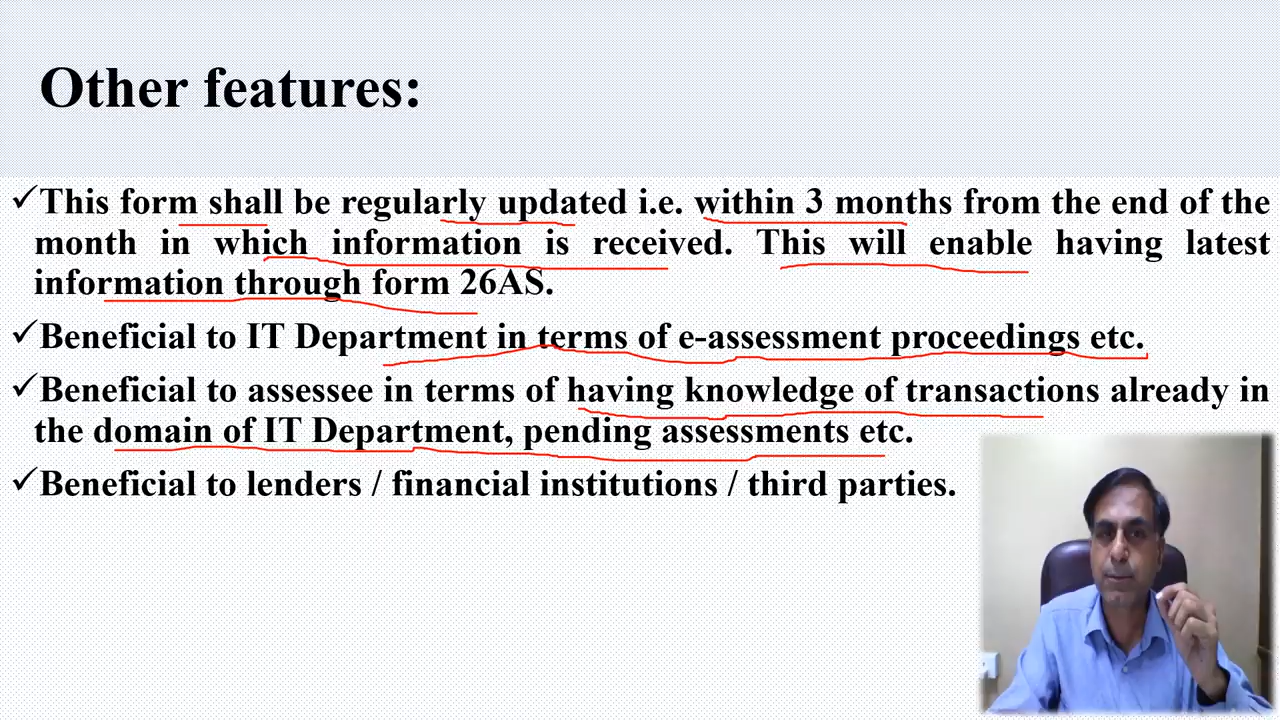 Other features:
✓This form shall be regularly updated i.e. within 3 months from the end of the
month in which information is received. This will enable having latest
information through form 26AS.
✓Beneficial to IT Department in terms of e-assessment proceedings etc.
✓Beneficial to assessee in terms of having knowledge of transactions already in
the domain of IT Department, pending assessments etc.
✓Beneficial to lenders / financial institutions / third parties.